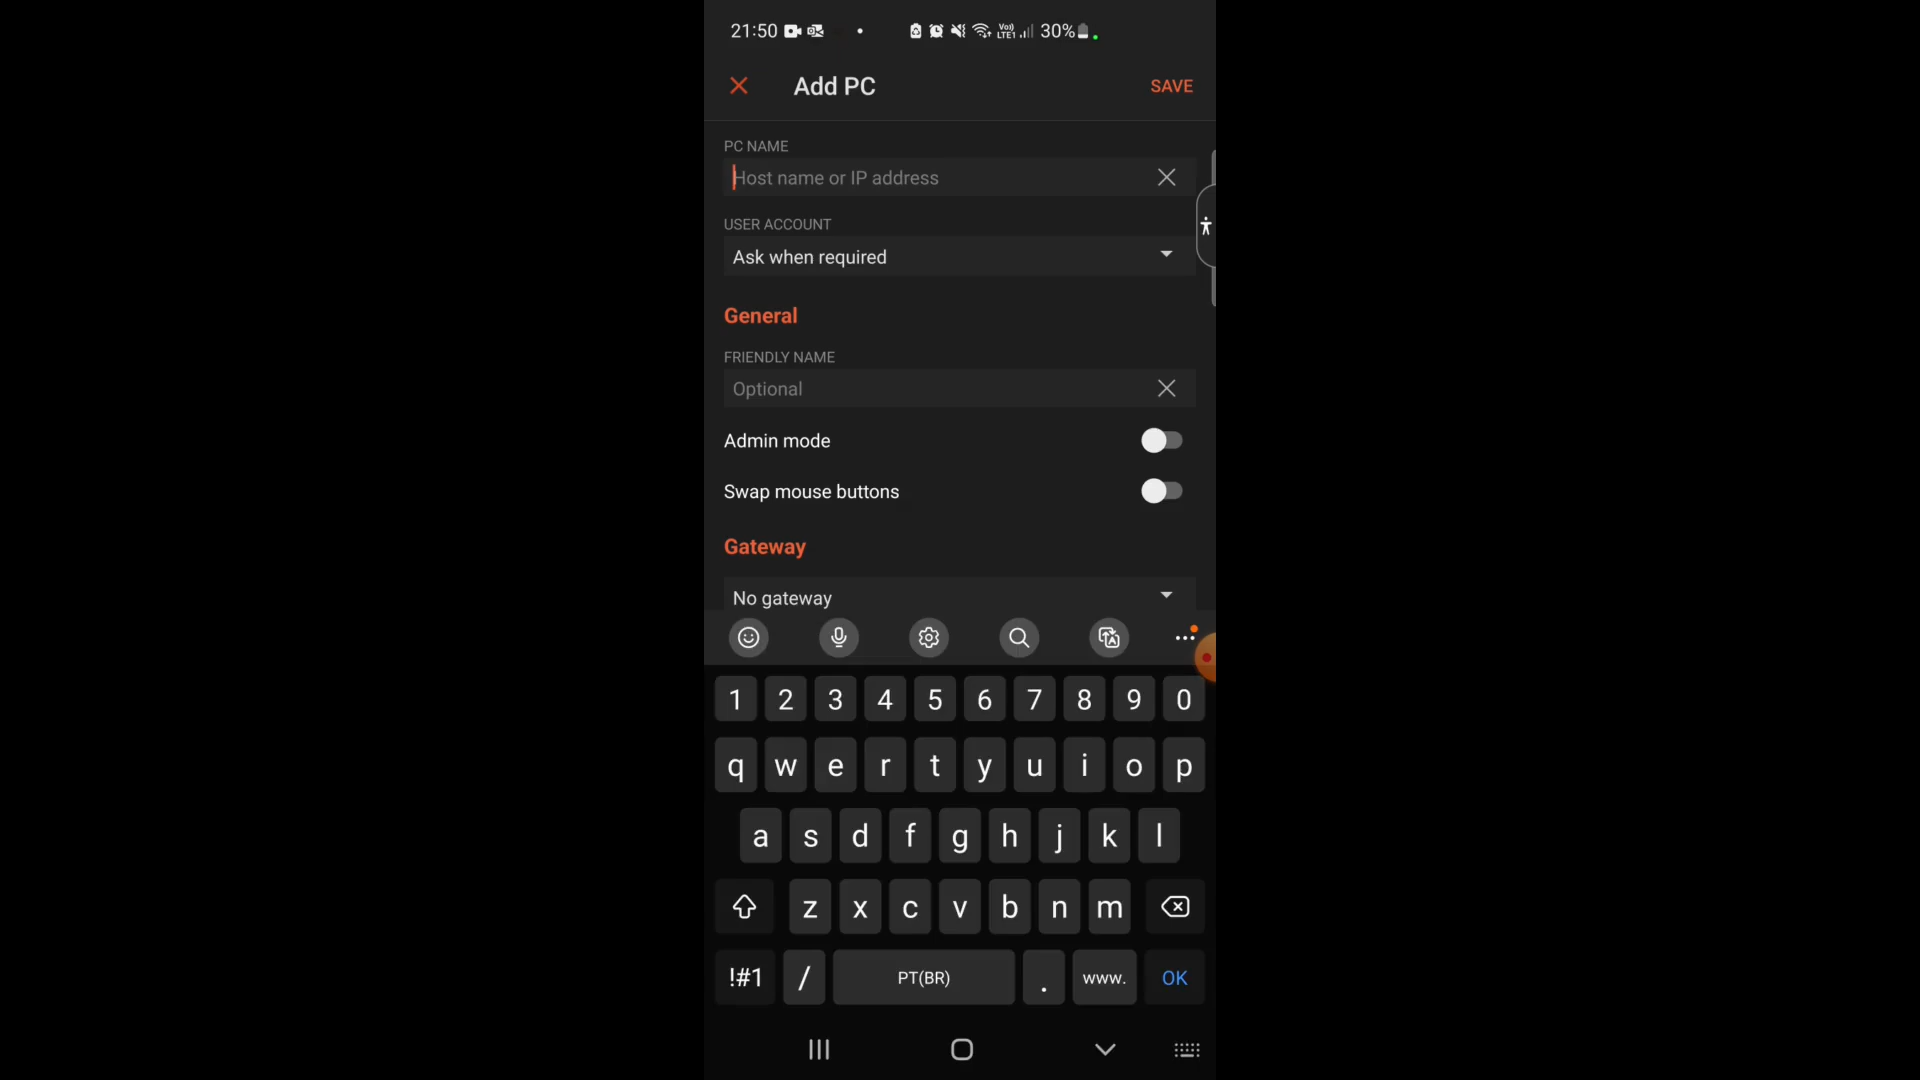 21:50 30%
Add PC SAVE
PC NAME
Host name or IP address
USER ACCOUNT
Ask when required
General
FRIENDLY NAME
Optional
Admin mode
Swap mouse buttons
Gateway
No gateway
1 2 3 4 5 6 7 8 9 0
q w e r t y u i o p
a s d f g h j k l
z x c v b n m
!#1 / PT(BR) . www. OK